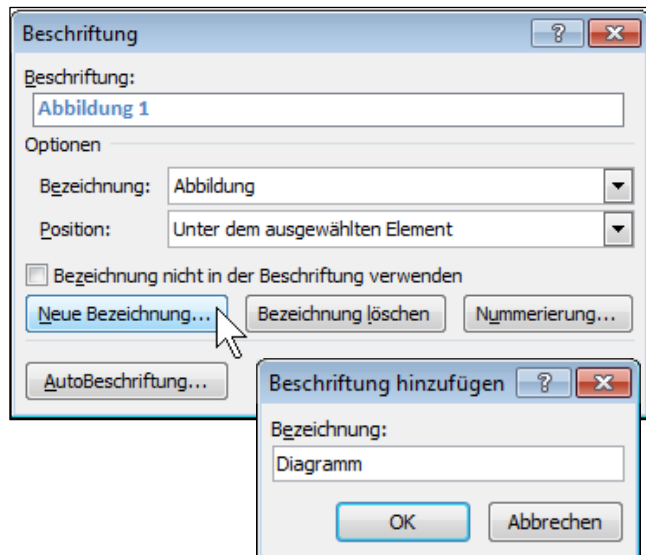 Beschriftung
Beschriftung:
Abbildung 1
Optionen
Bezeichnung: Abbildung
Position: Unter dem ausgewählten Element
Bezeichnung nicht in der Beschriftung verwenden
Neue Bezeichnung... Bezeichnung löschen Nummerierung...
AutoBeschriftung...
Beschriftung hinzufügen
Bezeichnung:
Diagramm
OK Abbrechen